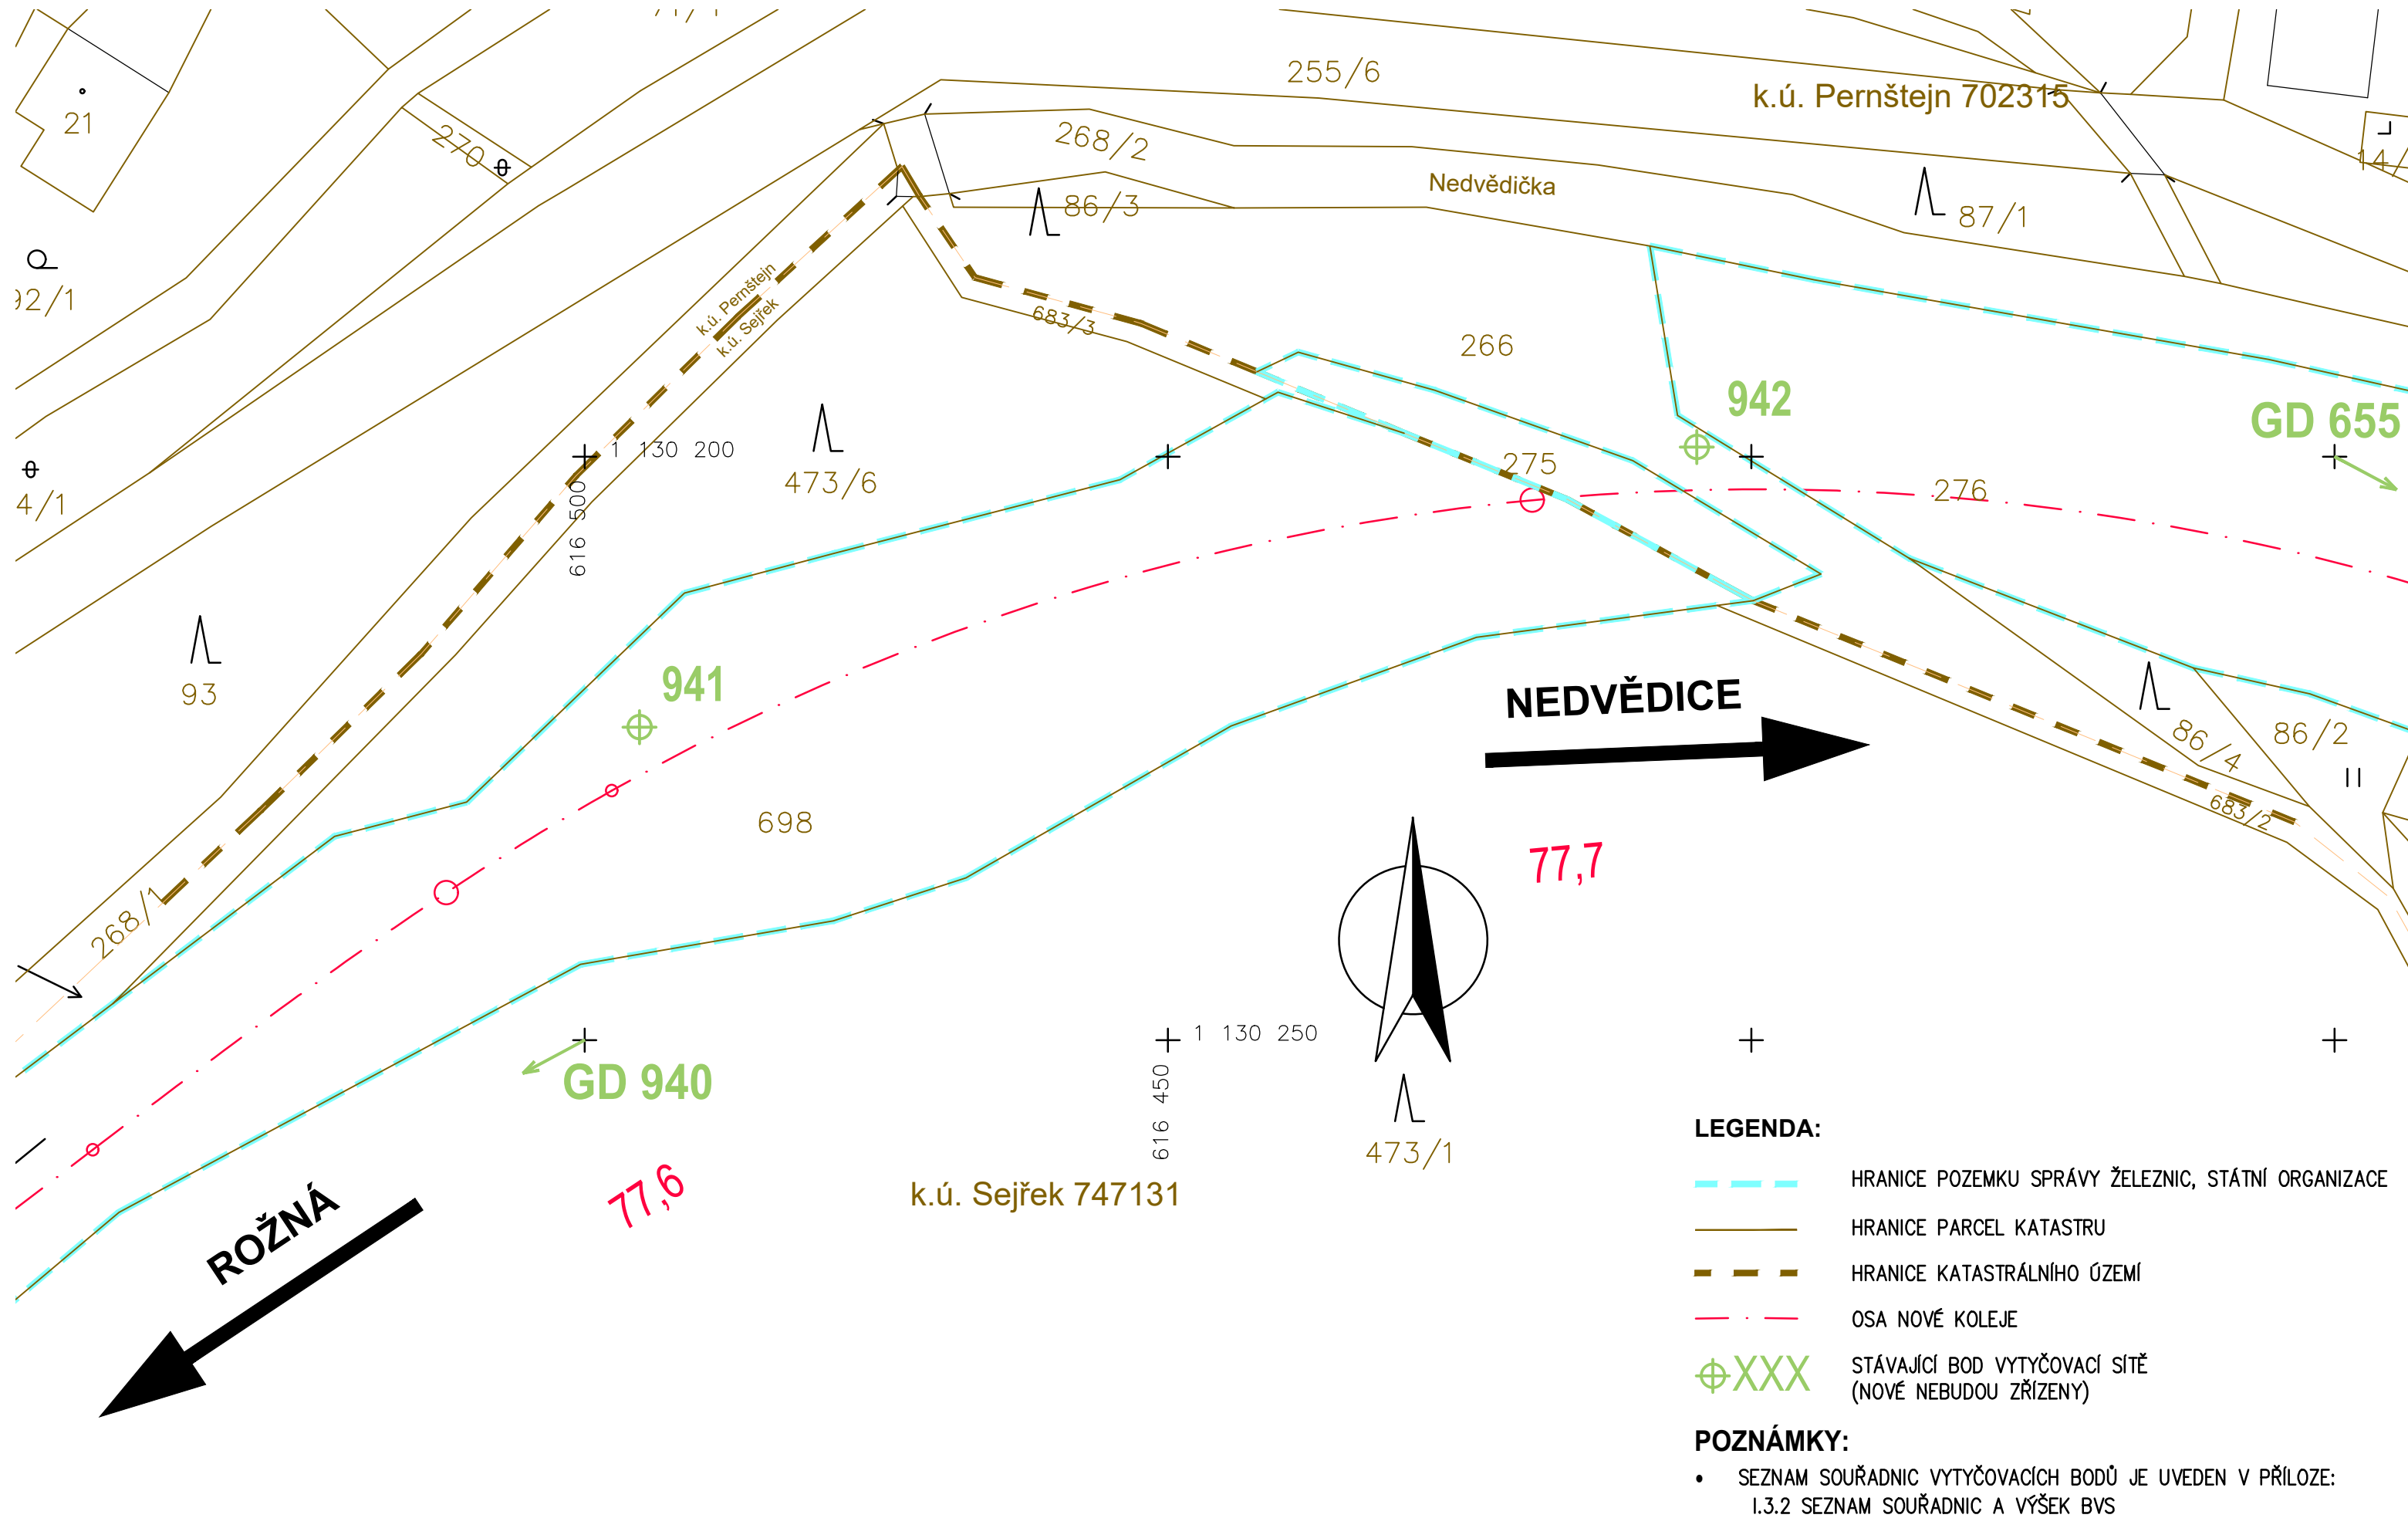 255/6
k.ú. Pernštejn 702315
21
270
268/2
Nedvědička
86/3
87/1
92/1
k.ú. Pernštejn
k.ú. Sejřek
683/3
266
942
GD 655
1 130 200
616 500
473/6
275
276
4/1
93
941
NEDVĚDICE
86/4
86/2
683/2
698
77,7
268/1
GD 940
1 130 250
616 450
473/1
77,6
k.ú. Sejřek 747131
ROŽNÁ
LEGENDA:
HRANICE POZEMKU SPRÁVY ŽELEZNIC, STÁTNÍ ORGANIZACE
HRANICE PARCEL KATASTRU
HRANICE KATASTRÁLNÍHO ÚZEMÍ
OSA NOVÉ KOLEJE
XXX STÁVAJÍCÍ BOD VYTYČOVACÍ SÍTĚ
(NOVÉ NEBUDOU ZŘÍZENY)
POZNÁMKY:
• SEZNAM SOUŘADNIC VYTYČOVACÍCH BODŮ JE UVEDEN V PŘÍLOZE:
I.3.2 SEZNAM SOUŘADNIC A VÝŠEK BVS